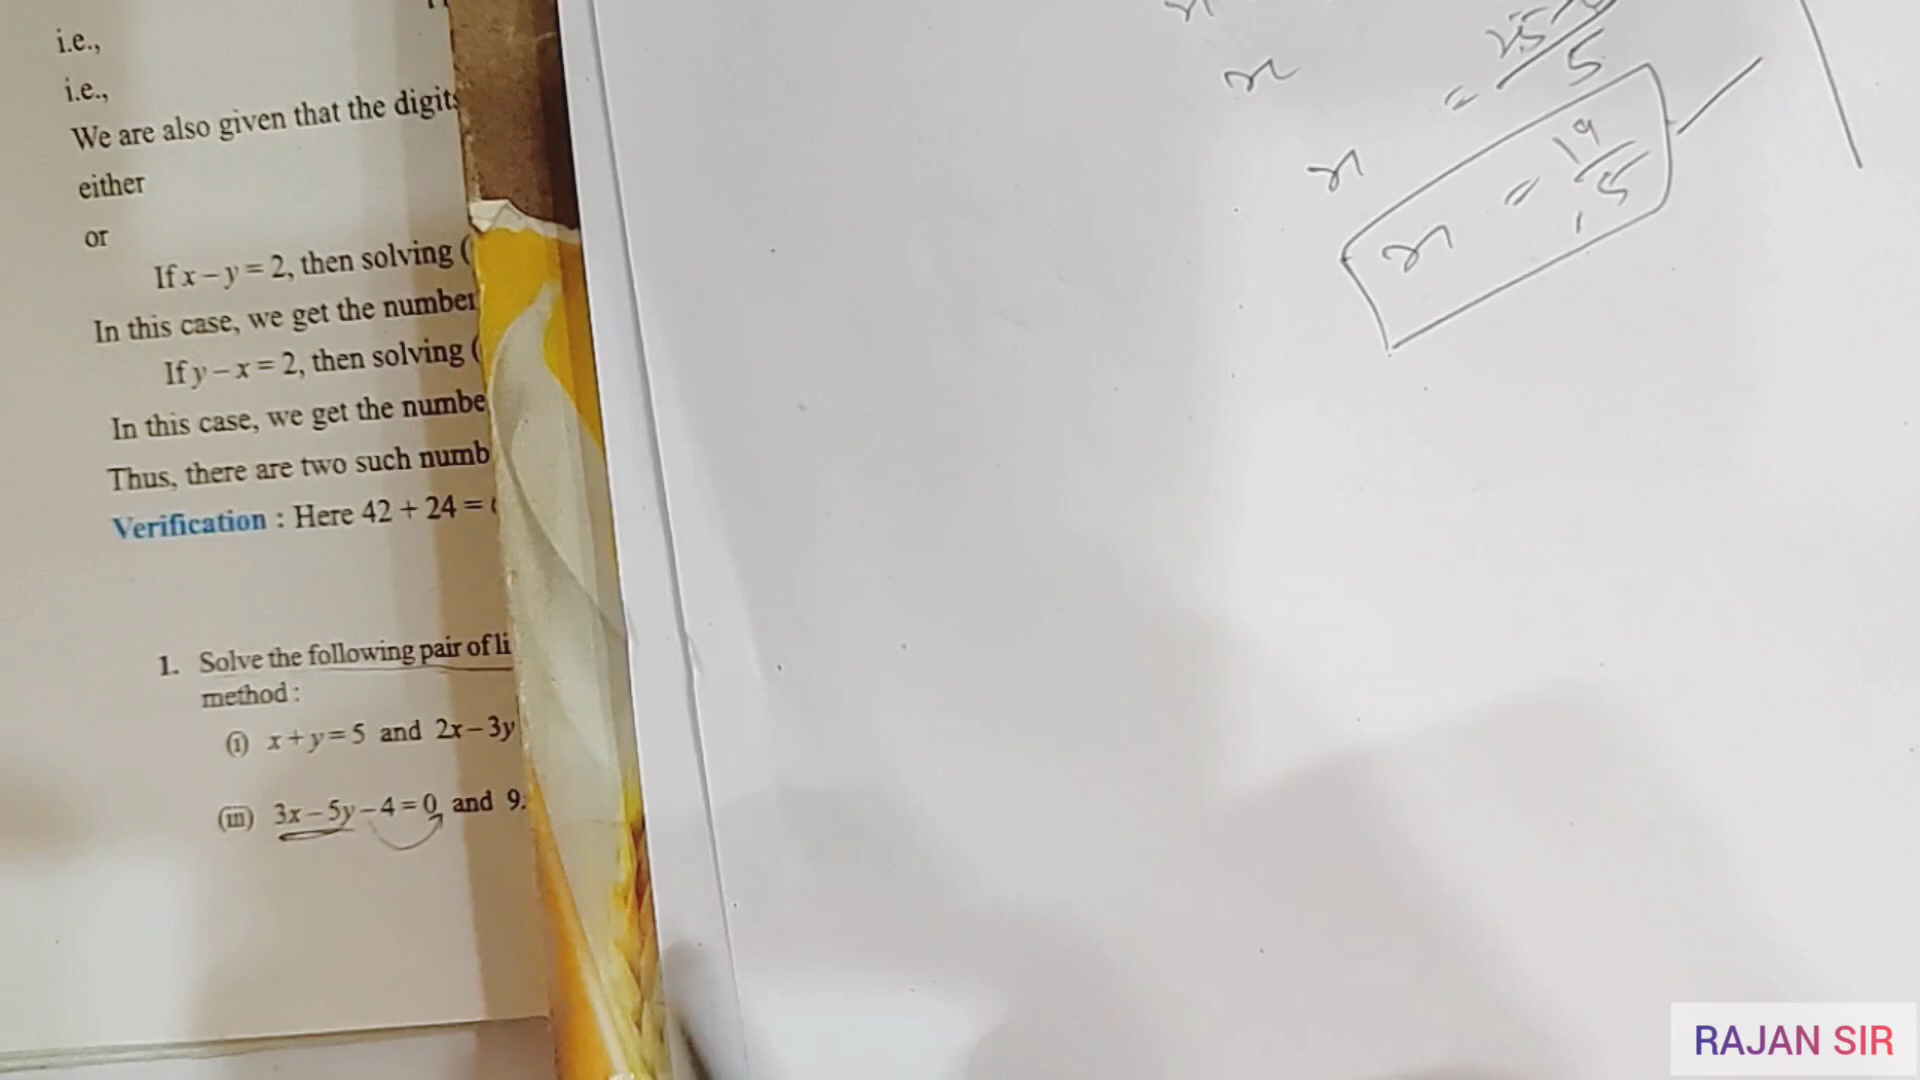 i.e.,
i.e.,
We are also given that the digits
either
or
If x – y = 2, then solving (
In this case, we get the number
If y – x = 2, then solving (
In this case, we get the numbe
Thus, there are two such numb
Verification : Here 42 + 24 =
1. Solve the following pair of li
method :
(i) x + y = 5 and 2x – 3y
(iii) 3x – 5y – 4 = 0 and 9
x
x
= 25
5
x
x = 19/5
RAJAN SIR